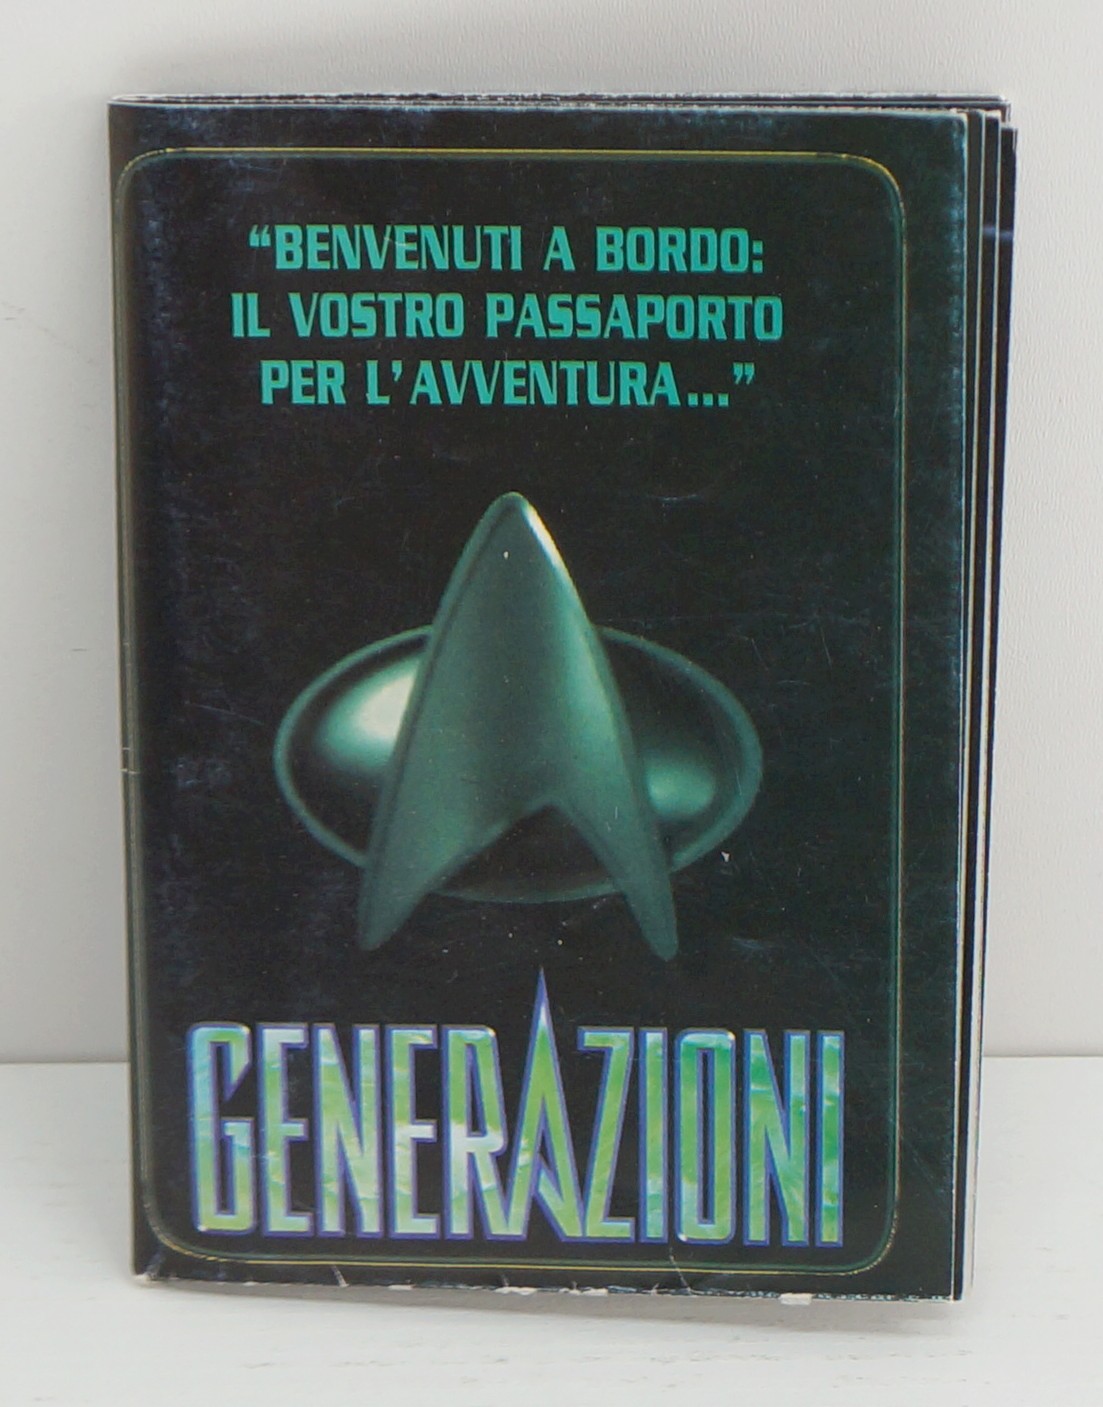 “BENVENUTI A BORDO:
IL VOSTRO PASSAPORTO
PER L'AVVENTURA...”
GENERAZIONI